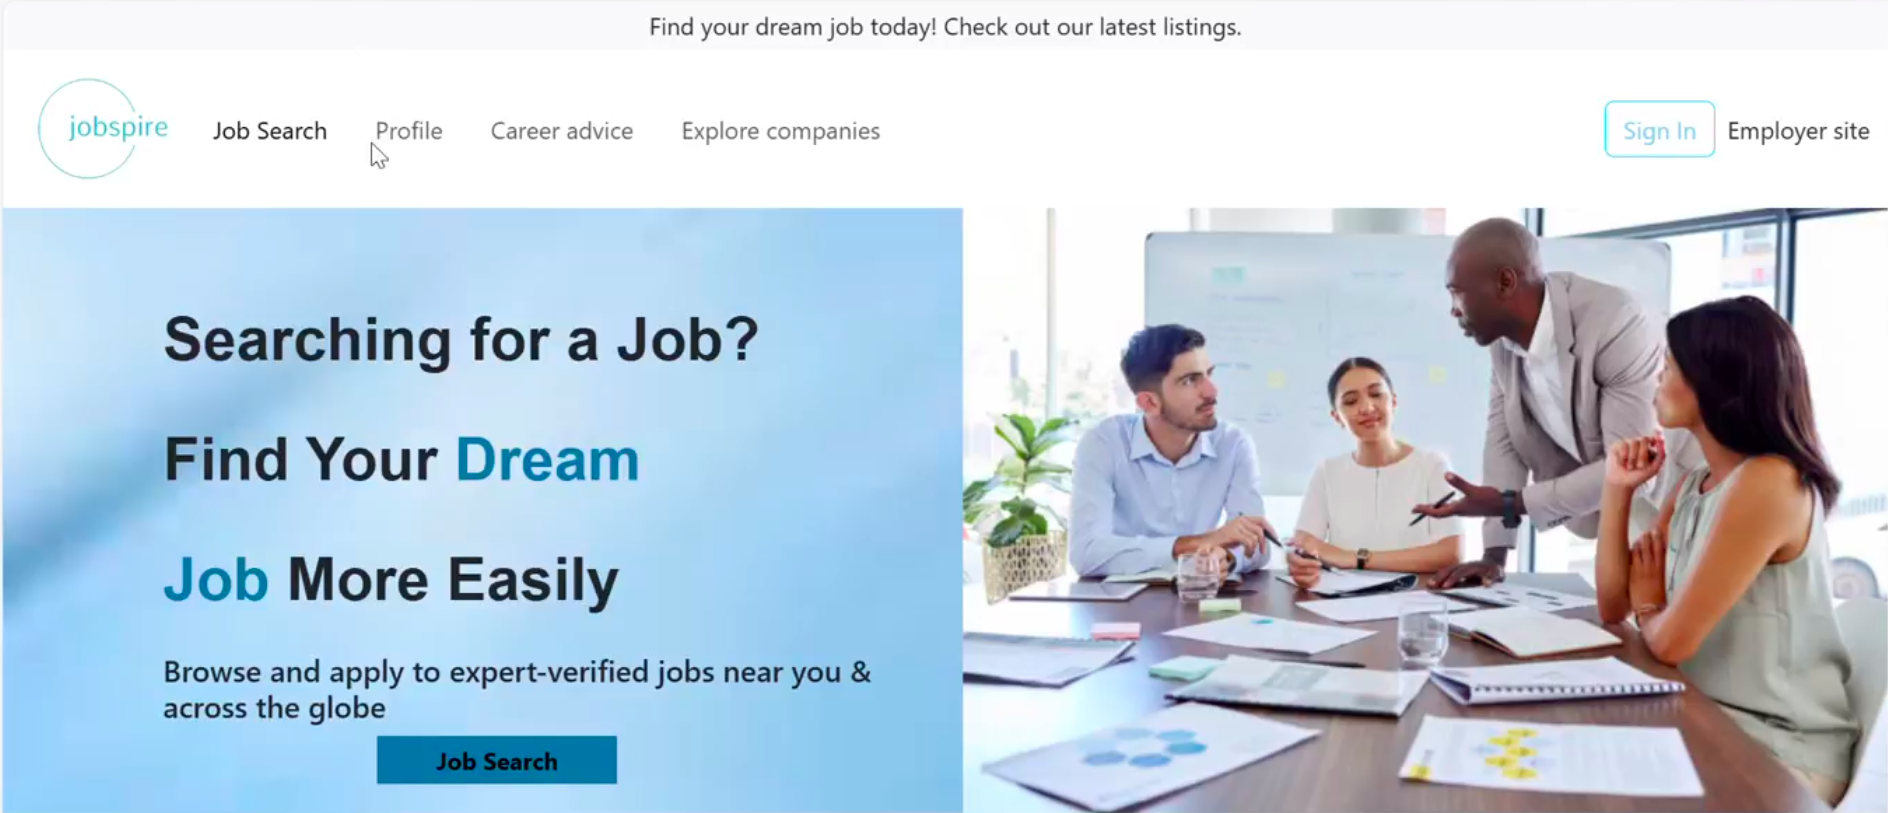 Find your dream job today! Check out our latest listings.
jobspire
Job Search
Profile
Career advice
Explore companies
Sign In
Employer site
Searching for a Job?
Find Your Dream
Job More Easily
Browse and apply to expert-verified jobs near you &
across the globe
Job Search